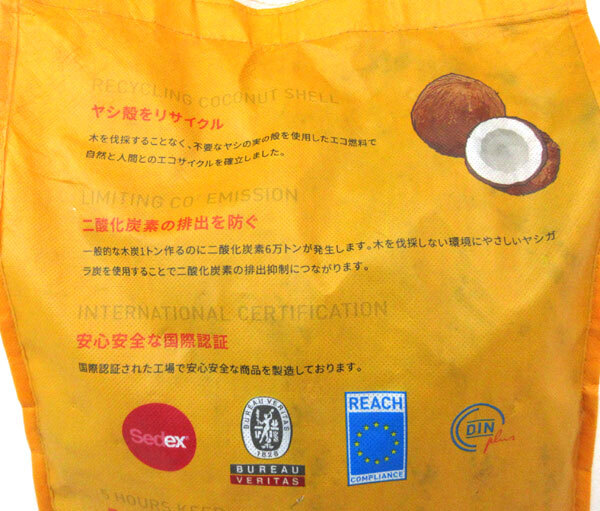 RECYCLING COCONUT SHELL
ヤシ殻をリサイクル
木を伐採することなく、不要なヤシの実の殻を使用したエコ燃料で
自然と人間とのエコサイクルを確立しました。
LIMITING CO² EMISSION
二酸化炭素の排出を防ぐ
一般的な木炭1トン作るのに二酸化炭素6万トンが発生します。木を伐採しない環境にやさしいヤシガ
ラ炭を使用することで二酸化炭素の排出抑制につながります。
INTERNATIONAL CERTIFICATION
安心安全な国際認証
国際認証された工場で安心安全な商品を製造しております。
Sedex
BUREAU VERITAS
1828
BUREAU
VERITAS
REACH
COMPLIANCE
DIN
plus
5 HOURS KEEP